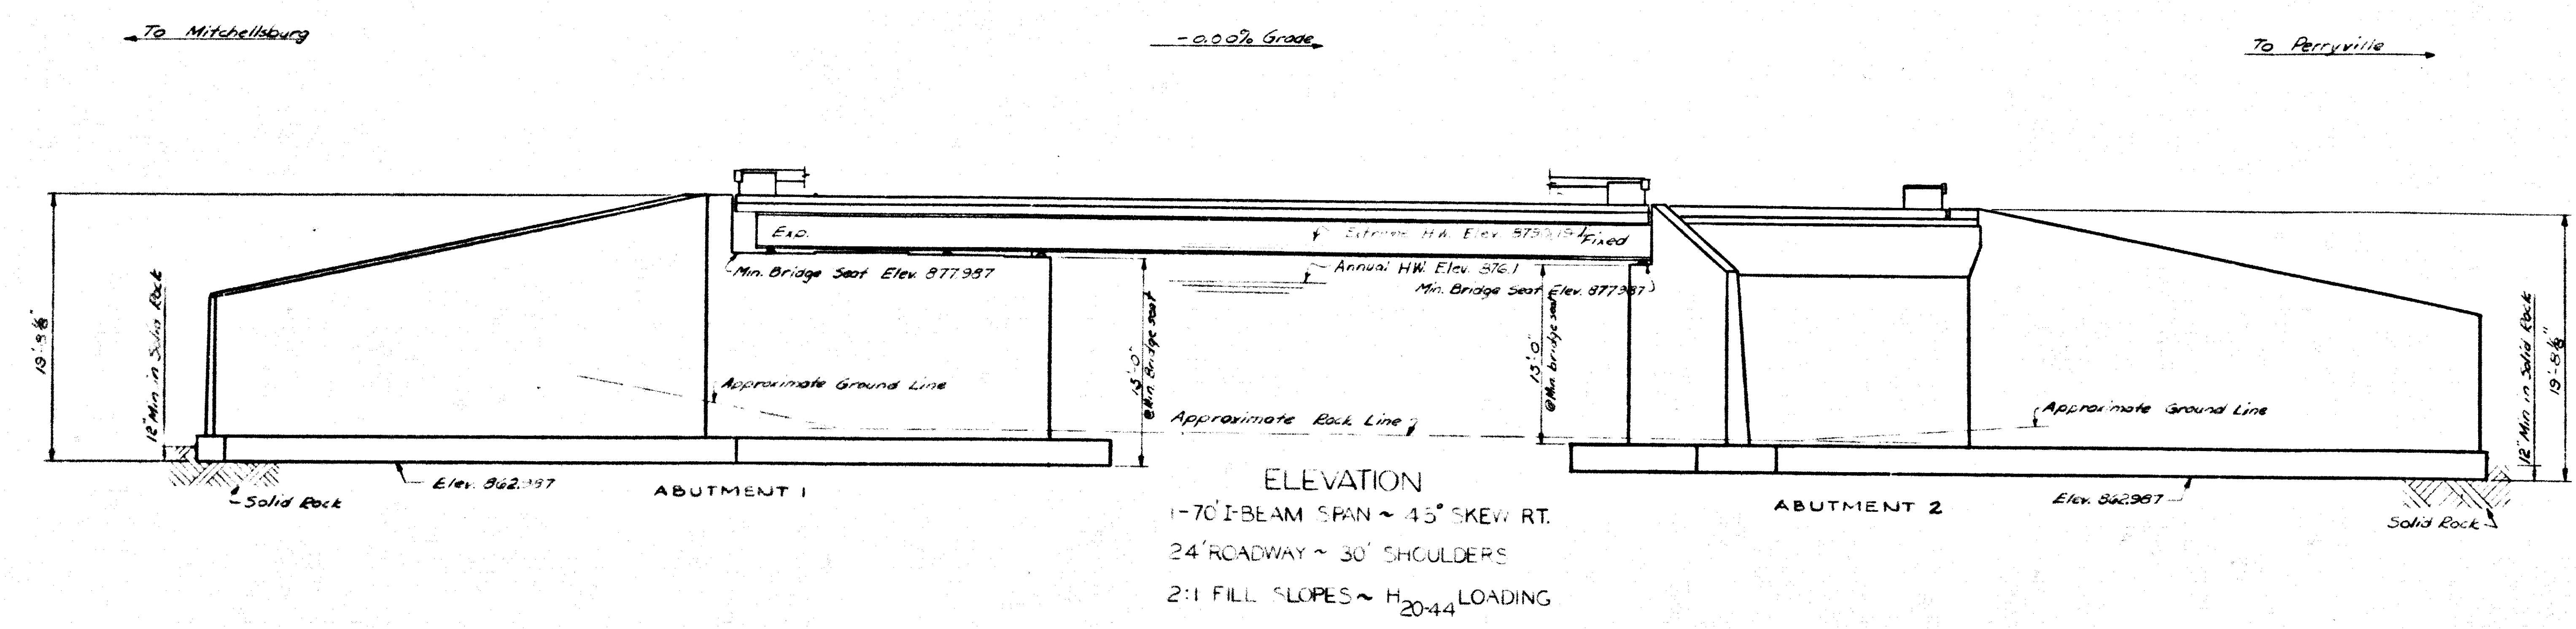 To Mitchellsburg
-0.00% Grade
To Perryville
Exp.
Extreme H.W. Elev.
Fixed
Min. Bridge Seat Elev. 877.987
Annual H.W. Elev. 876.1
Min. Bridge Seat Elev. 877.987
19'-8⅛"
12" Min in Solid Rock
15'-0"
@ Min. Bridge seat
15'-0"
@ Min. bridge seat
12" Min in Solid Rock
19'-8⅛"
Approximate Ground Line
Approximate Rock Line
Approximate Ground Line
Solid Rock
Elev. 862.987
ABUTMENT 1
ELEVATION
1-70' I-BEAM SPAN ~ 45° SKEW RT.
24' ROADWAY ~ 30' SHOULDERS
2:1 FILL SLOPES ~ H20-44 LOADING
ABUTMENT 2
Elev. 862.987
Solid Rock